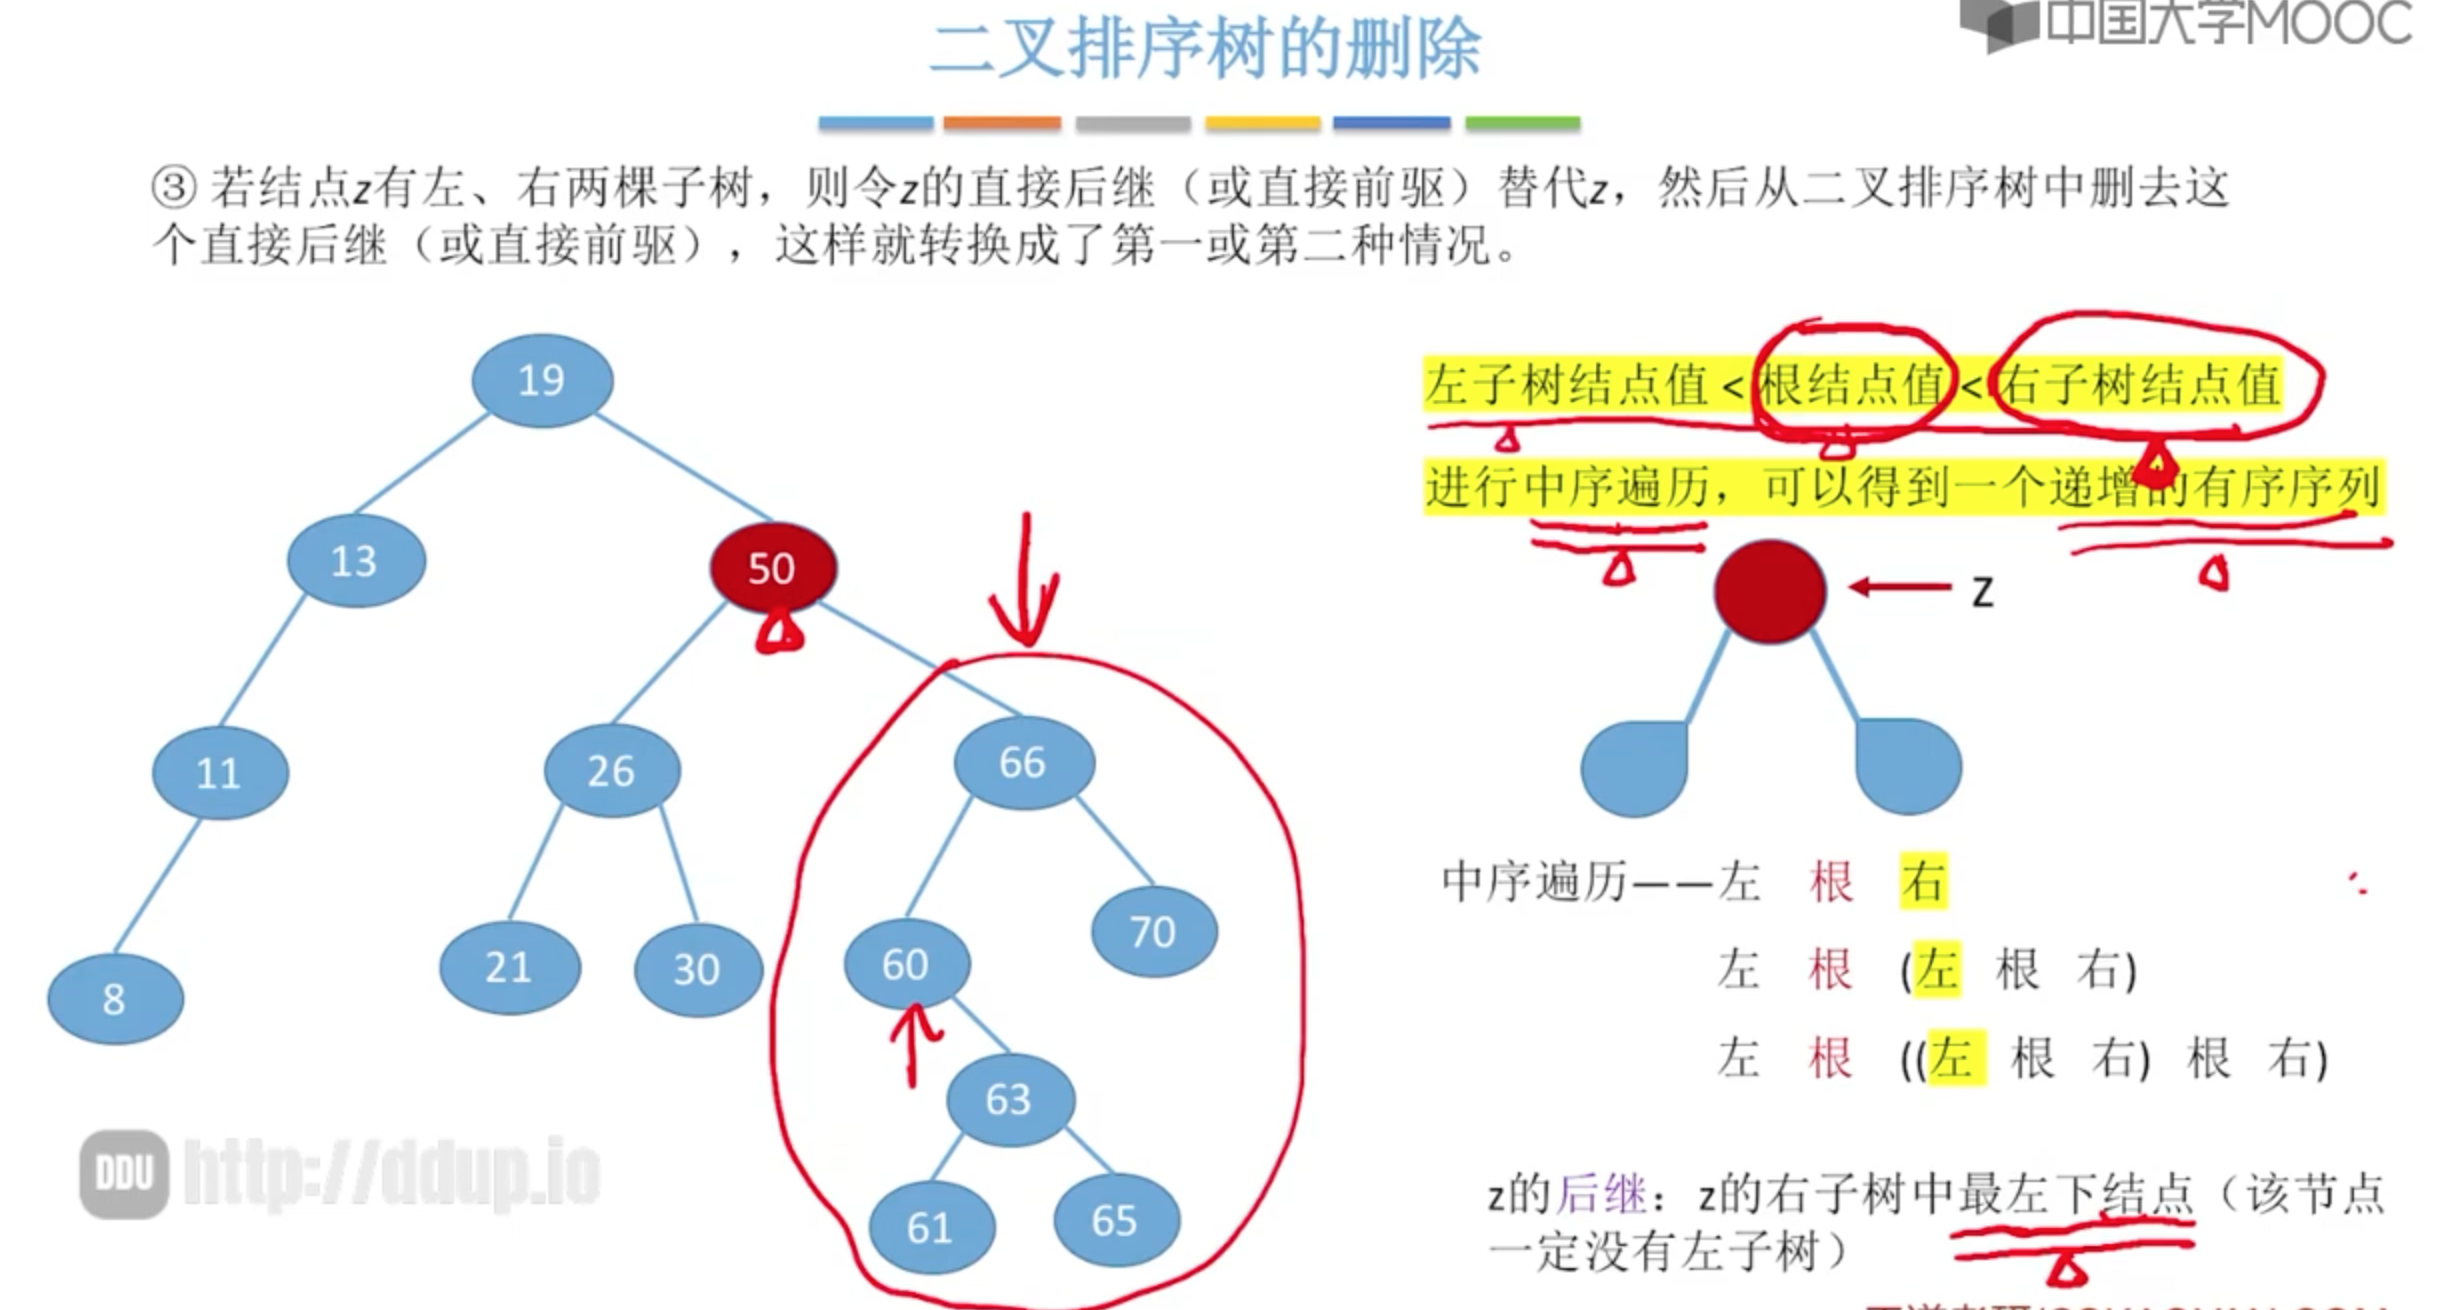 二叉排序树的删除
中国大学MOOC
③ 若结点z有左、右两棵子树，则令z的直接后继（或直接前驱）替代z，然后从二叉排序树中删去这
个直接后继（或直接前驱），这样就转换成了第一或第二种情况。
左子树结点值 < 根结点值 < 右子树结点值
进行中序遍历，可以得到一个递增的有序序列
19
13
50
z
11
26
66
8
21
30
60
70
63
61
65
中序遍历——左 根 右
左 根 (左 根 右)
左 根 ((左 根 右) 根 右)
z的后继：z的右子树中最左下结点（该节点
一定没有左子树）
DDU http://ddup.io